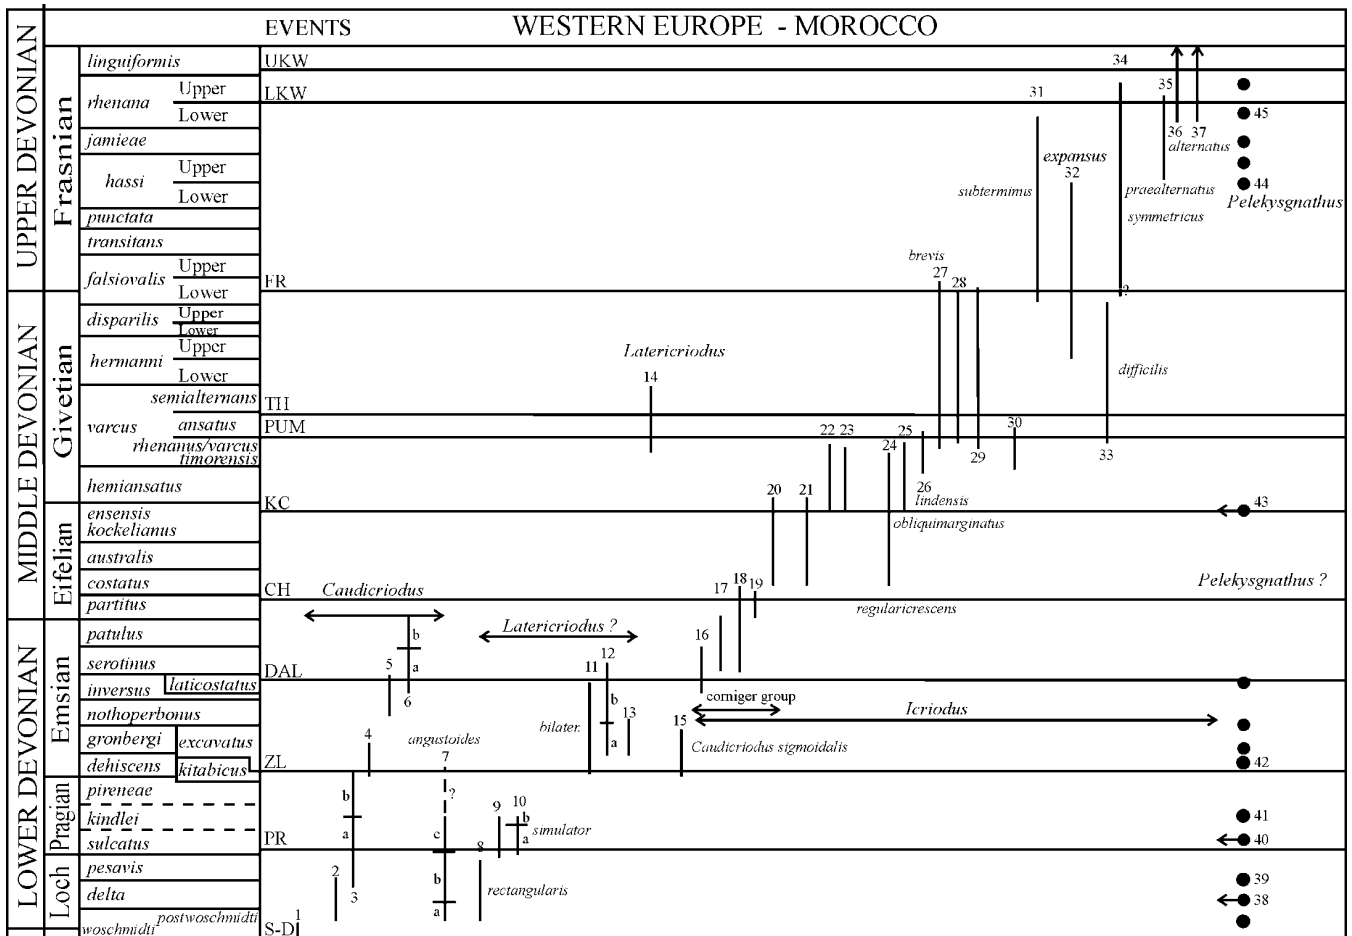 EVENTS WESTERN EUROPE - MOROCCO
UPPER DEVONIAN
MIDDLE DEVONIAN
LOWER DEVONIAN
Frasnian
Givetian
Eifelian
Emsian
Pragian
Loch
linguiformis UKW 34
rhenana Upper LKW 31 35
Lower 36 37 45
jamieae alternatus
hassi Upper expansus
32
Lower subtermimus praealternatus 44
Pelekysgnathus
punctata symmetricus
transitans
falsiovalis Upper brevis
27
Lower FR 28 ?
disparilis Upper
Lower
hermanni Upper Latericriodus
Lower 14 difficilis
semialternans TH
varcus ansatus PUM 22 23 25 30
rhenanus/varcus 24 29 33
timorensis
hemiansatus 20 21 26
lindensis
KC 43
ensensis obliquimarginatus
kockelianus
australis
costatus CH Caudicriodus 17 18 19 Pelekysgnathus ?
partitus regularicrescens
patulus b Latericriodus ? 16
serotinus 5 a DAL 11 12
inversus laticostatus 6 b corniger group
nothoperbonus 13 15 Icriodus
gronbergi excavatus 4 angustoides bilater. a Caudicriodus sigmoidalis
dehiscens kitabicus ZL 7 42
pireneae b ? 9 10
kindlei a c b simulator 41
sulcatus PR 8 a 40
pesavis 2 b rectangularis 39
delta 3 a 38
postwoschmidti 1
woschmidti S-D